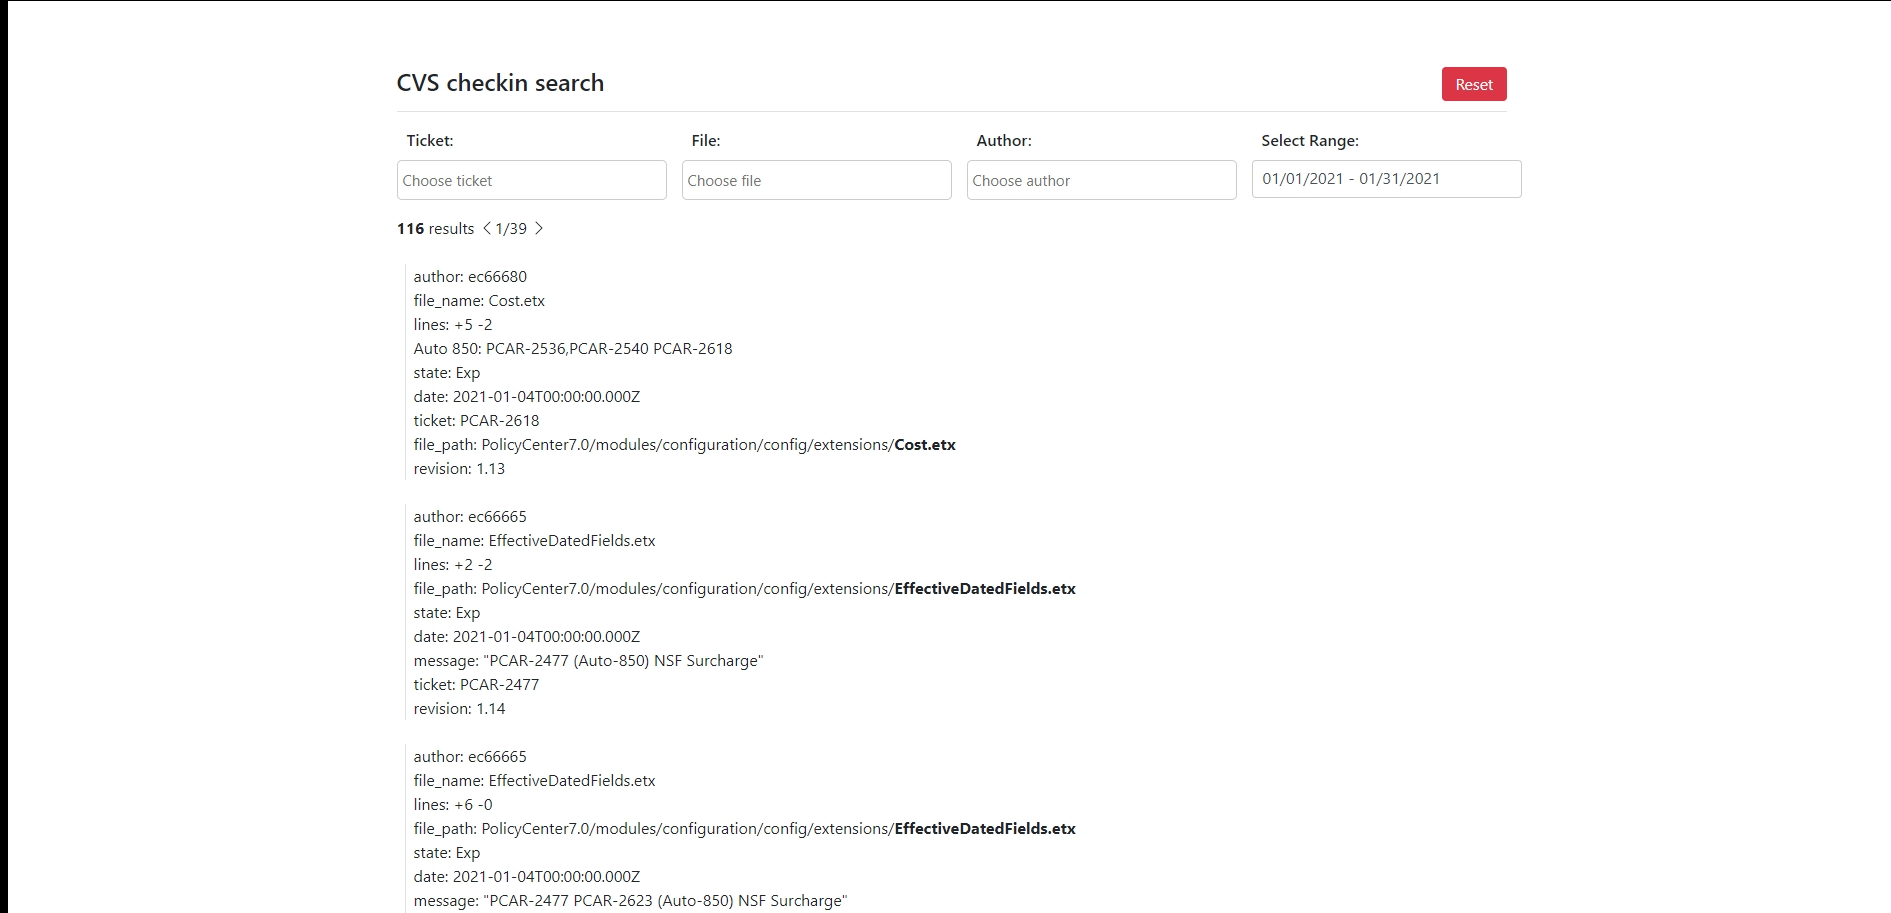 CVS checkin search
Reset
Ticket:
File:
Author:
Select Range:
Choose ticket
Choose file
Choose author
01/01/2021 - 01/31/2021
116 results < 1/39 >
author: ec66680
file_name: Cost.etx
lines: +5 -2
Auto 850: PCAR-2536,PCAR-2540 PCAR-2618
state: Exp
date: 2021-01-04T00:00:00.000Z
ticket: PCAR-2618
file_path: PolicyCenter7.0/modules/configuration/config/extensions/Cost.etx
revision: 1.13
author: ec66665
file_name: EffectiveDatedFields.etx
lines: +2 -2
file_path: PolicyCenter7.0/modules/configuration/config/extensions/EffectiveDatedFields.etx
state: Exp
date: 2021-01-04T00:00:00.000Z
message: "PCAR-2477 (Auto-850) NSF Surcharge"
ticket: PCAR-2477
revision: 1.14
author: ec66665
file_name: EffectiveDatedFields.etx
lines: +6 -0
file_path: PolicyCenter7.0/modules/configuration/config/extensions/EffectiveDatedFields.etx
state: Exp
date: 2021-01-04T00:00:00.000Z
message: "PCAR-2477 PCAR-2623 (Auto-850) NSF Surcharge"